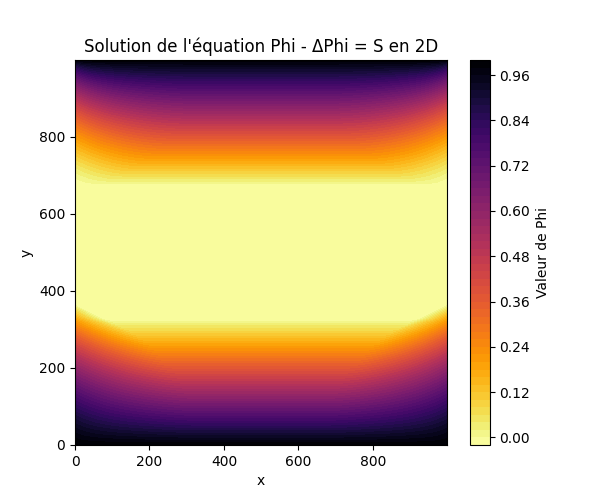 Solution de l'équation Phi - ΔPhi = S en 2D
800
600
400
200
0
y
0 200 400 600 800
x
0.96
0.84
0.72
0.60
0.48
0.36
0.24
0.12
0.00
Valeur de Phi